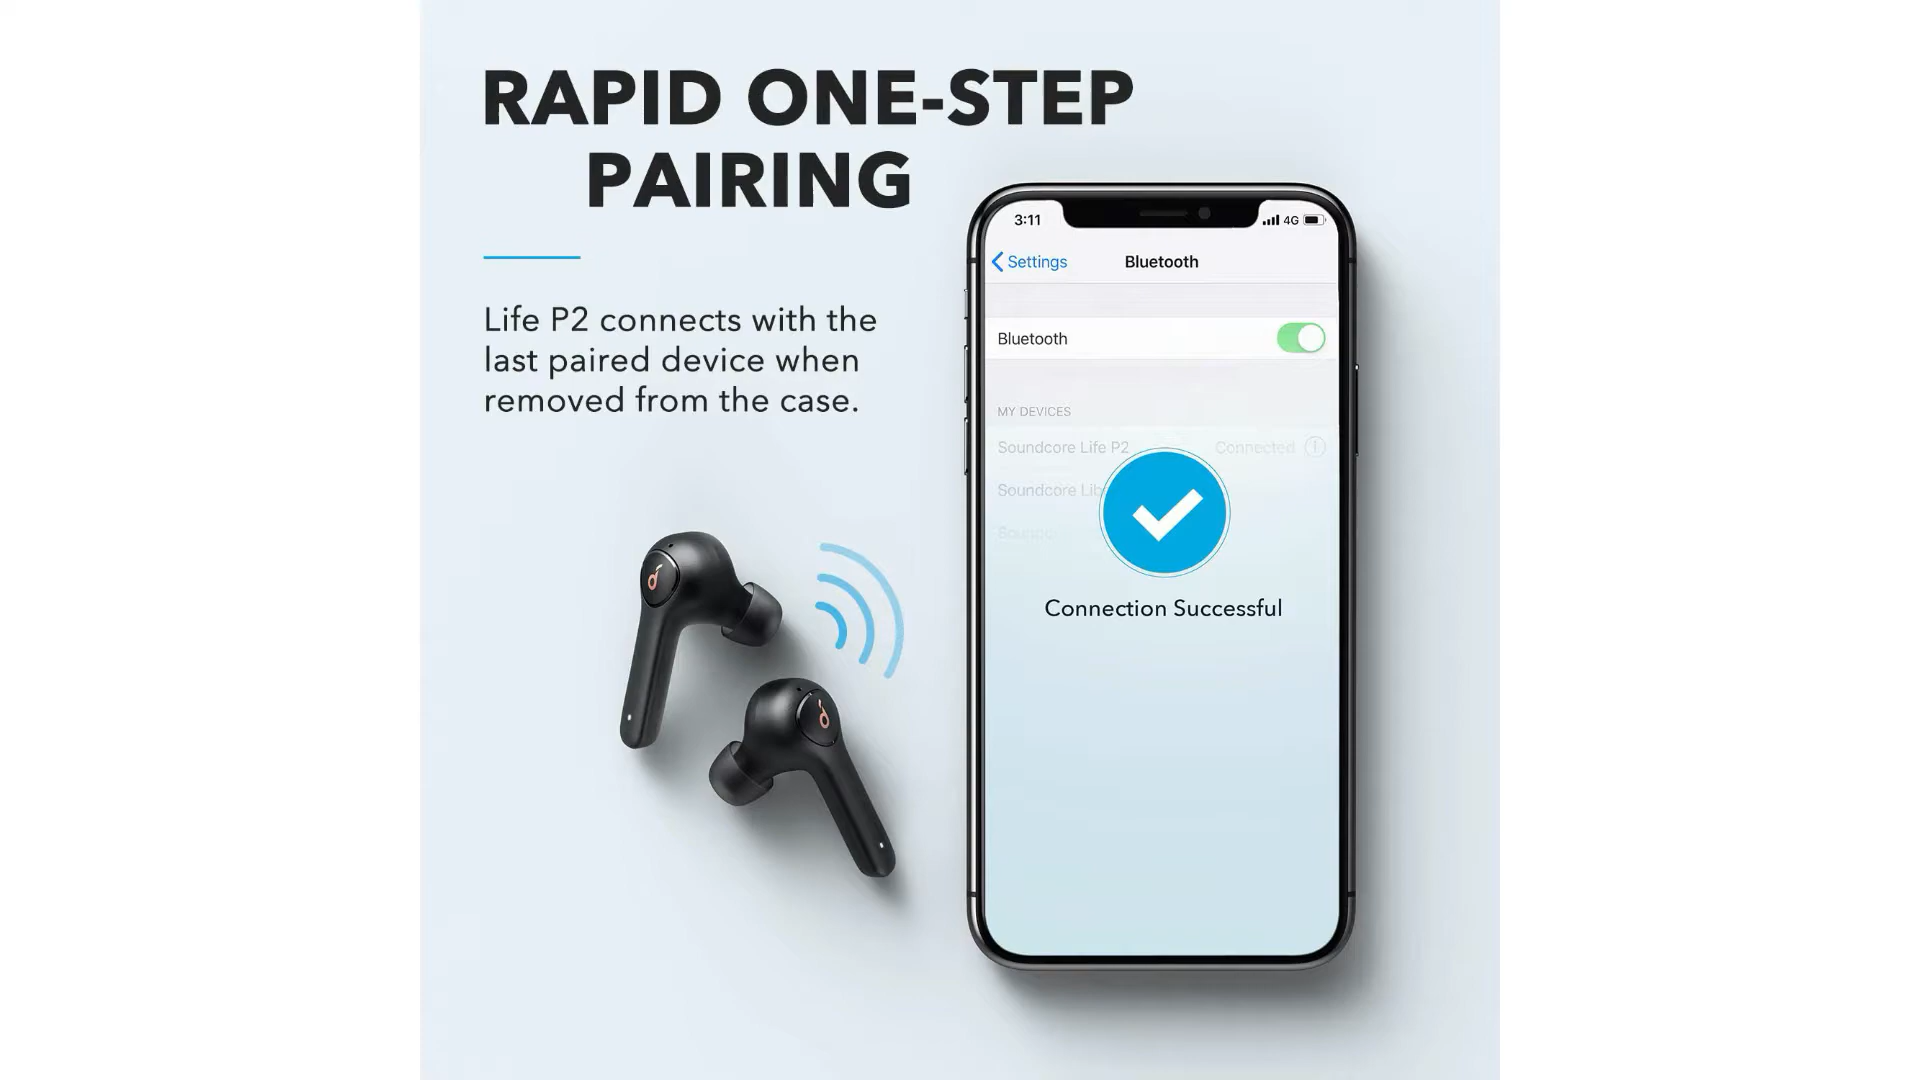 RAPID ONE-STEP
PAIRING
Life P2 connects with the
last paired device when
removed from the case.
3:11
4G
Settings
Bluetooth
Bluetooth
MY DEVICES
Soundcore Life P2
Connected
Soundcore
Connection Successful